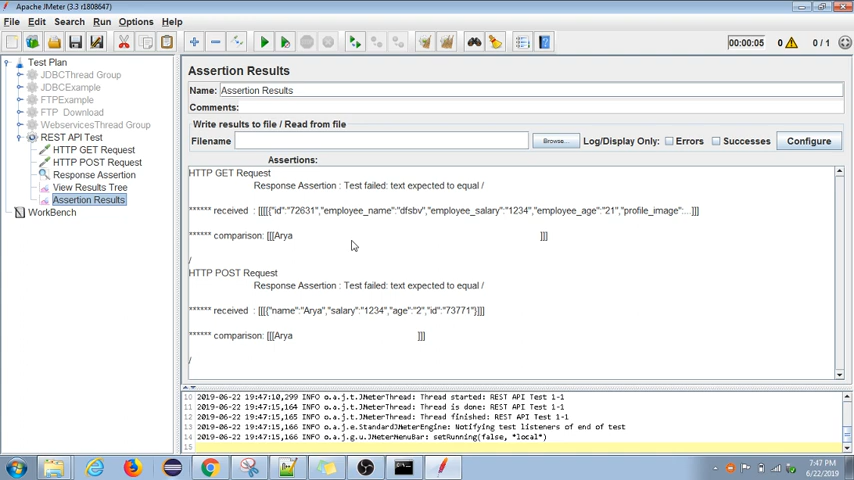 Apache JMeter (3.3 r1808647)
File Edit Search Run Options Help
00:00:05 0 0 / 1
Test Plan
JDBCThread Group
JDBCExample
FTPExample
FTP Download
WebservicesThread Group
REST API Test
HTTP GET Request
HTTP POST Request
Response Assertion
View Results Tree
Assertion Results
WorkBench
Assertion Results
Name: Assertion Results
Comments:
Write results to file / Read from file
Filename Browse... Log/Display Only: Errors Successes Configure
Assertions:
HTTP GET Request
Response Assertion : Test failed: text expected to equal /
****** received : [[[[{"id":"72631","employee_name":"dfsbv","employee_salary":"1234","employee_age":"21","profile_image":...]]]
****** comparison: [[[Arya ]]]
/
HTTP POST Request
Response Assertion : Test failed: text expected to equal /
****** received : [[[{"name":"Arya","salary":"1234","age":"2","id":"73771"}]]]
****** comparison: [[[Arya ]]]
/
10 2019-06-22 19:47:10,299 INFO o.a.j.t.JMeterThread: Thread started: REST API Test 1-1
11 2019-06-22 19:47:15,164 INFO o.a.j.t.JMeterThread: Thread is done: REST API Test 1-1
12 2019-06-22 19:47:15,165 INFO o.a.j.t.JMeterThread: Thread finished: REST API Test 1-1
13 2019-06-22 19:47:15,166 INFO o.a.j.e.StandardJMeterEngine: Notifying test listeners of end of test
14 2019-06-22 19:47:15,166 INFO o.a.j.g.u.JMeterMenuBar: setRunning(false, *local*)
15
7:47 PM
6/22/2019